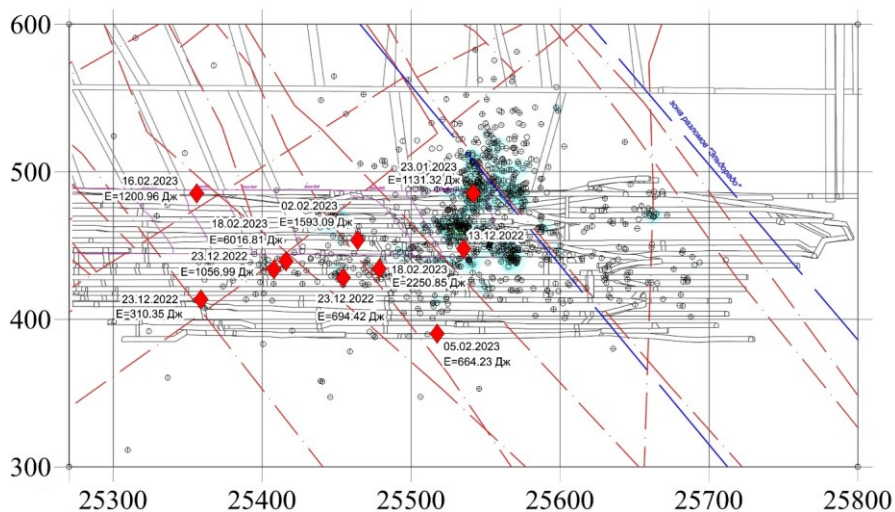 600
зона разломов "Эльдорадо"
500
23.01.2023
E=1131.32 Дж
16.02.2023
E=1200.96 Дж
02.02.2023
E=1593.09 Дж
18.02.2023
E=6016.81 Дж
13.12.2022
23.12.2022
E=1056.99 Дж
18.02.2023
E=2250.85 Дж
23.12.2022
E=310.35 Дж
23.12.2022
E=694.42 Дж
400
05.02.2023
E=664.23 Дж
300
25300
25400
25500
25600
25700
25800